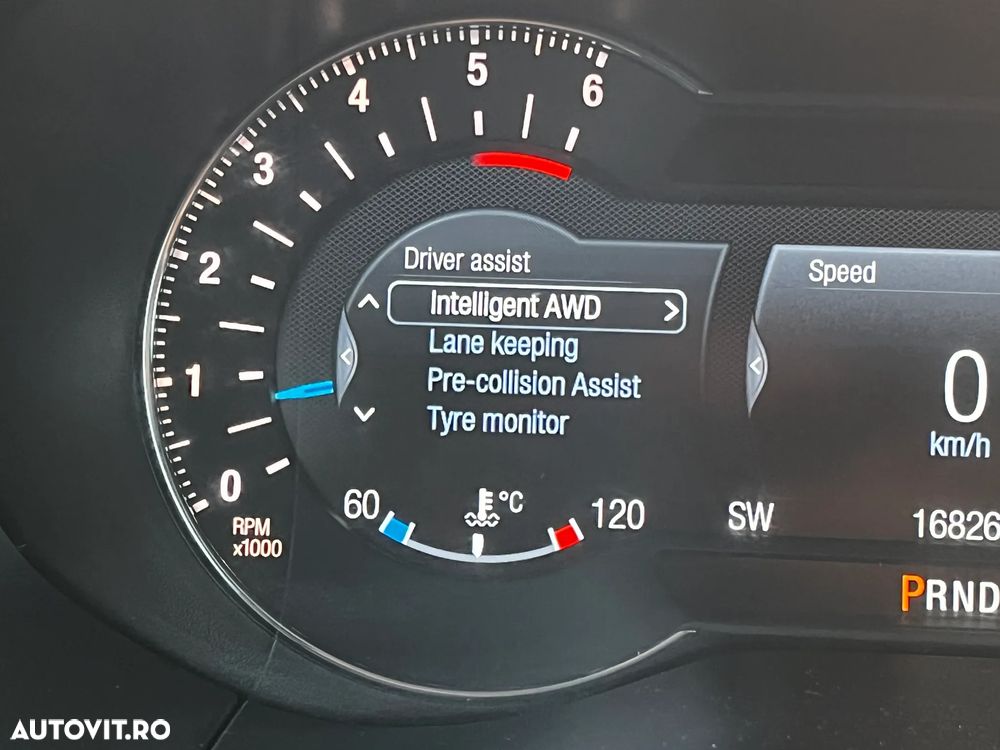 6
5
4
3
2
1
0
RPM
x1000
Driver assist
Intelligent AWD
Lane keeping
Pre-collision Assist
Tyre monitor
60
°C
120
Speed
0
km/h
SW
16826
PRND
AUTOVIT.RO